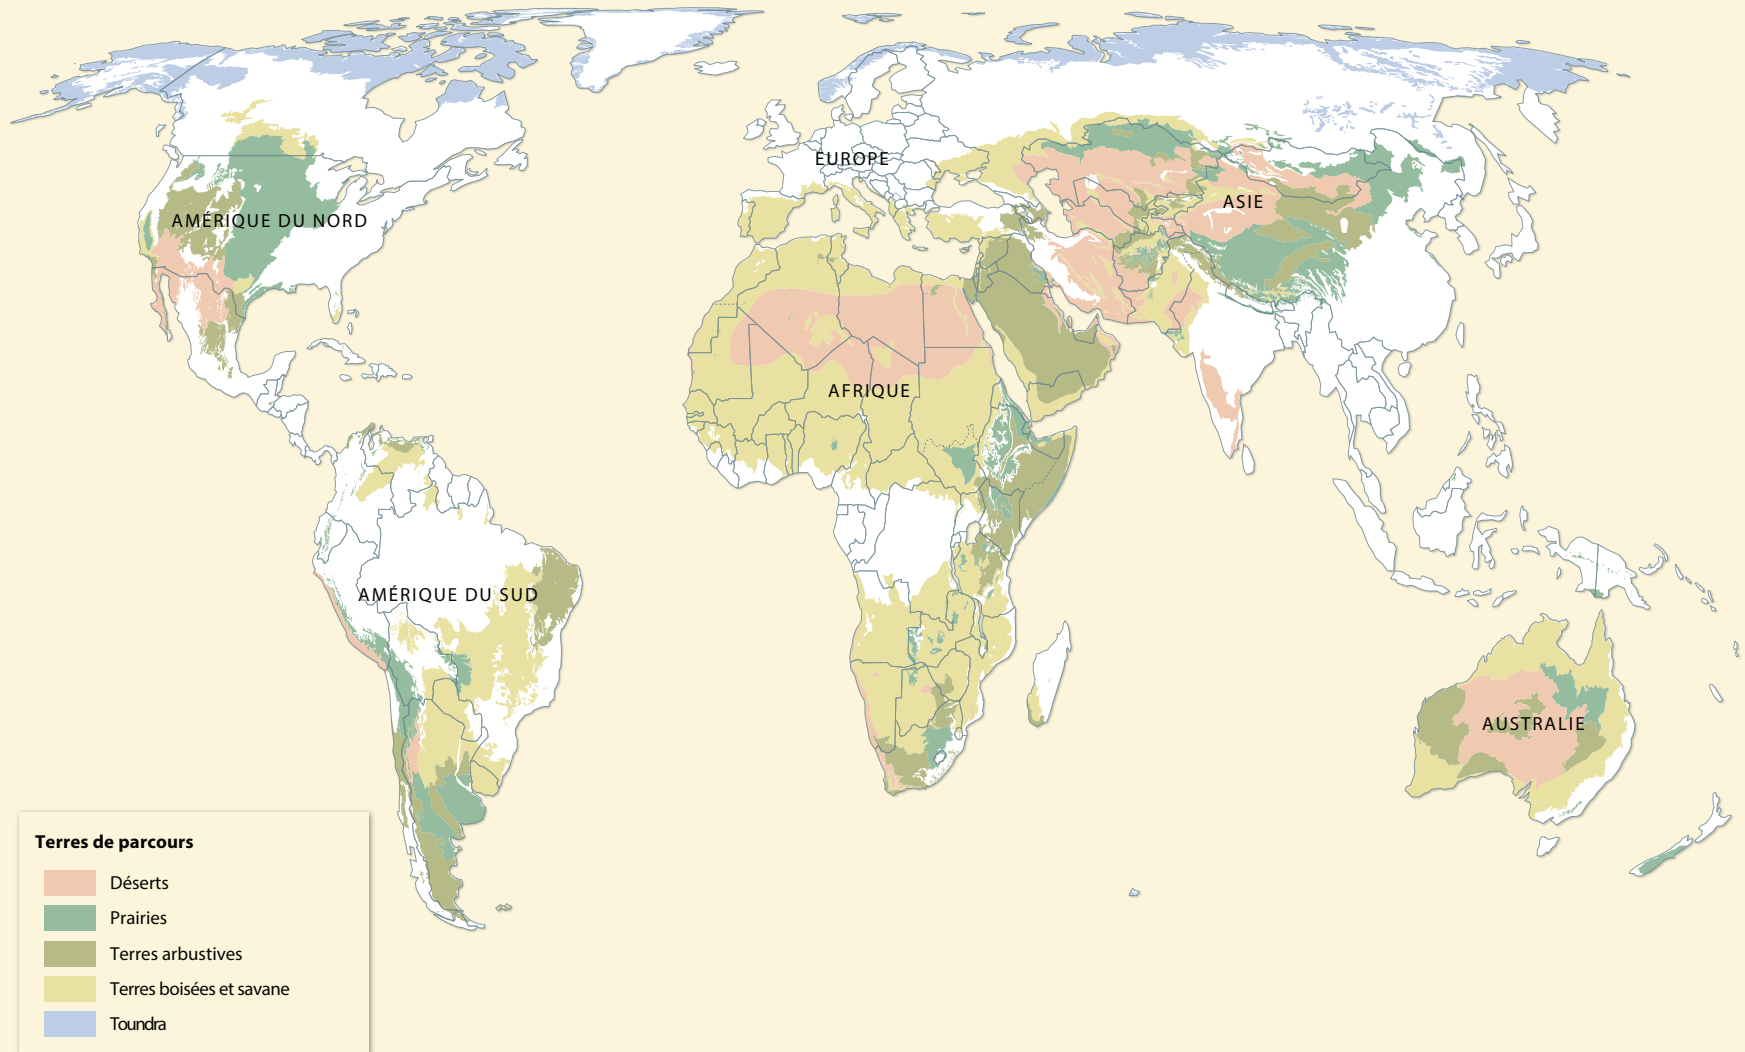 EUROPE
ASIE
AMÉRIQUE DU NORD
AFRIQUE
AMÉRIQUE DU SUD
AUSTRALIE
Terres de parcours
Déserts
Prairies
Terres arbustives
Terres boisées et savane
Toundra